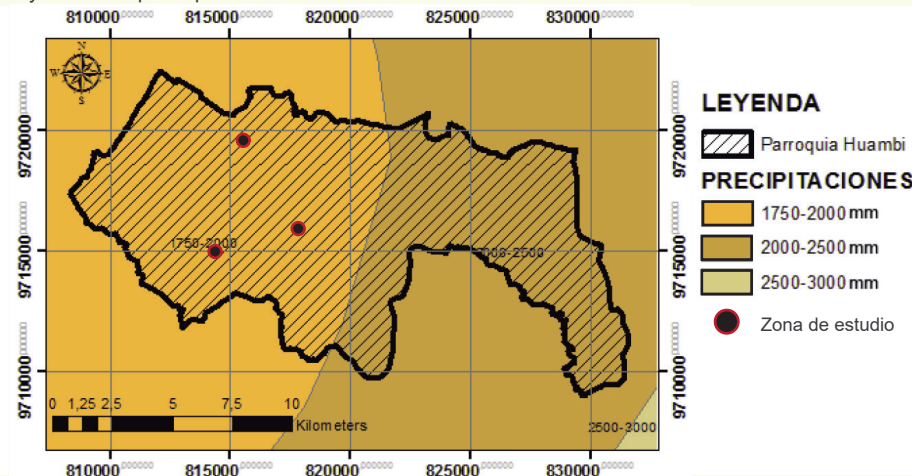 810000 815000 820000 825000 830000
N
W E
S
9720000 9720000
9715000 9715000
9710000 9710000
1750-2000
2000-2500
2500-3000
0 1,25 2,5 5 7,5 10
Kilometers
810000 815000 820000 825000 830000
LEYENDA
Parroquia Huambi
PRECIPITACIONES
1750-2000 mm
2000-2500 mm
2500-3000 mm
Zona de estudio